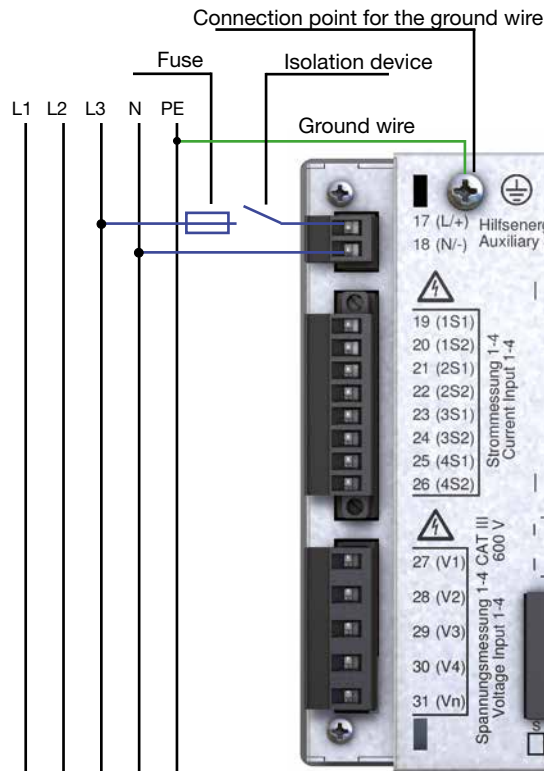 Connection point for the ground wire
Fuse
Isolation device
L1 L2 L3 N PE
Ground wire
17 (L/+)
18 (N/-)
Auxiliary
19 (1S1)
20 (1S2)
21 (2S1)
22 (2S2)
23 (3S1)
24 (3S2)
25 (4S1)
26 (4S2)
Strommessung 1-4
Current Input 1-4
27 (V1)
28 (V2)
29 (V3)
30 (V4)
31 (Vn)
Spannungsmessung 1-4 CAT III
Voltage Input 1-4 600 V